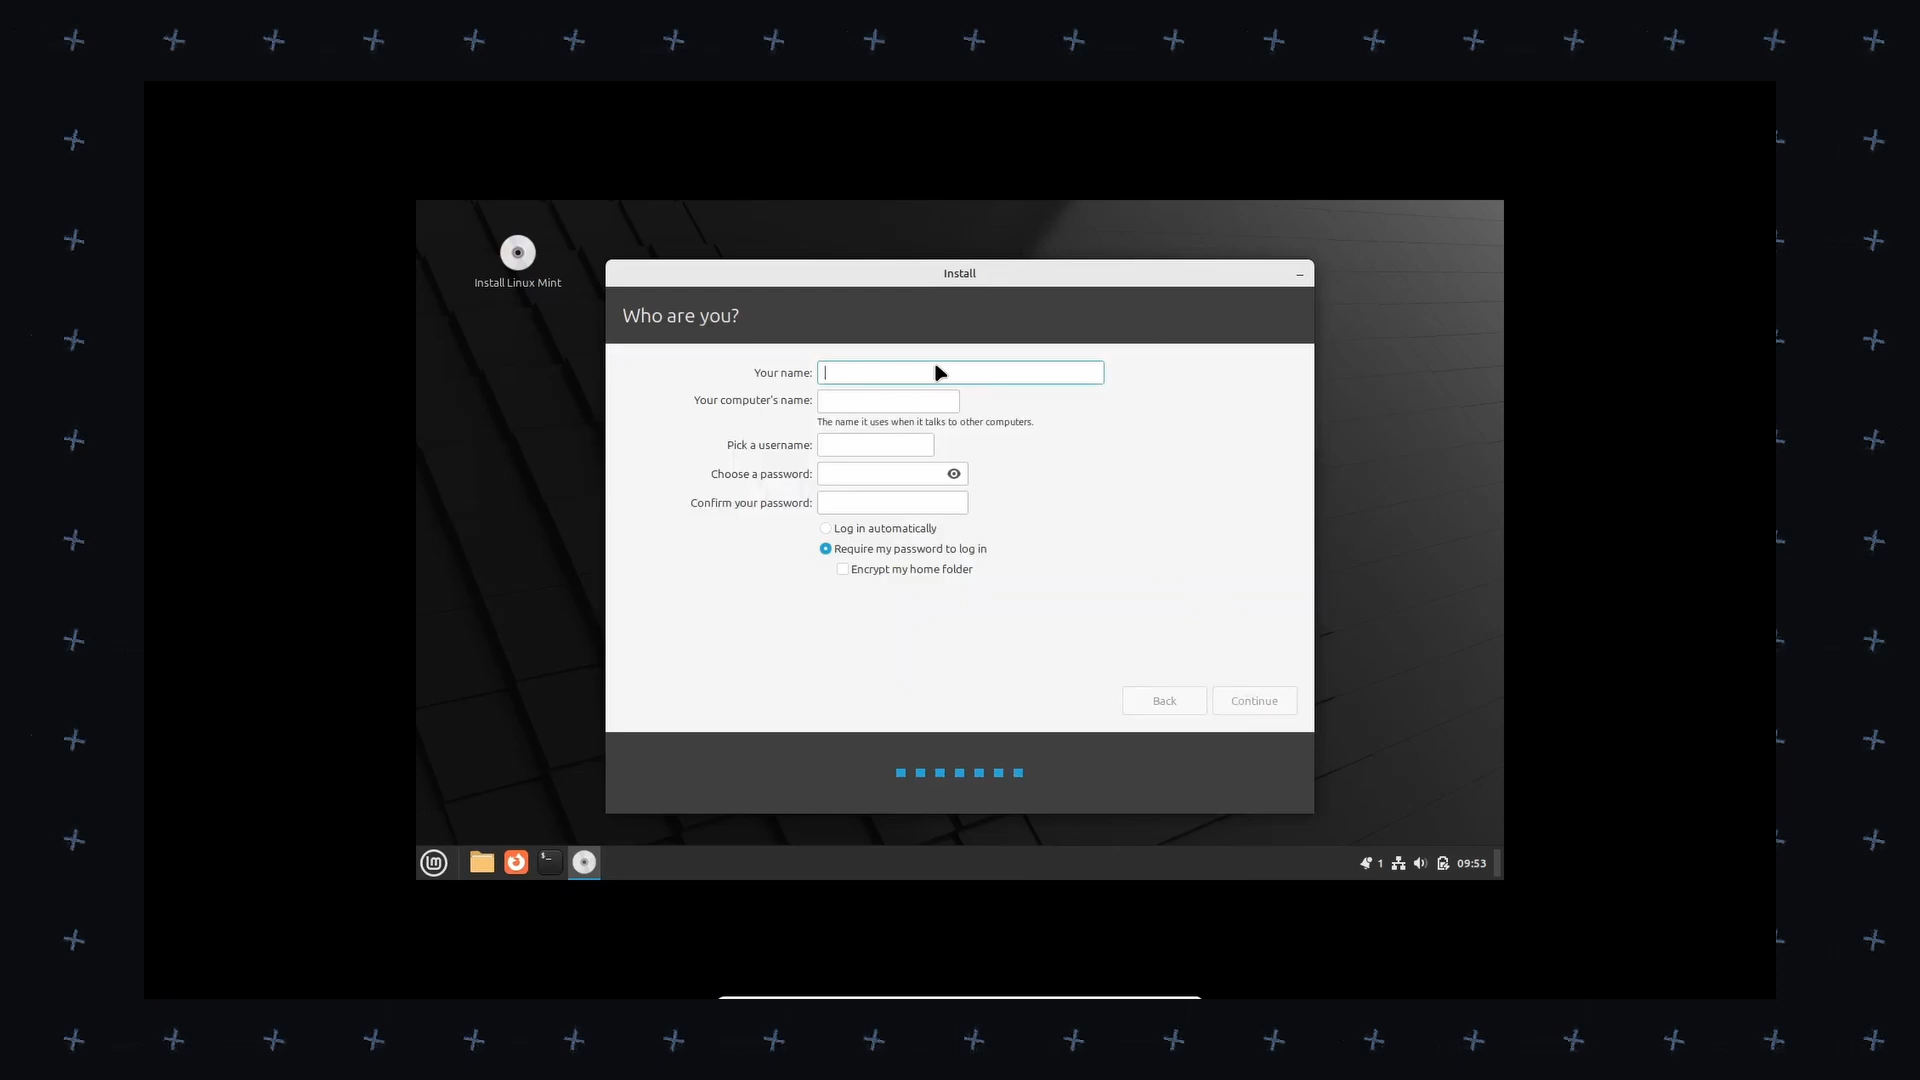 Install Linux Mint
Install
Who are you?
Your name:
Your computer's name:
The name it uses when it talks to other computers.
Pick a username:
Choose a password:
Confirm your password:
Log in automatically
Require my password to log in
Encrypt my home folder
Back
Continue
1
09:53